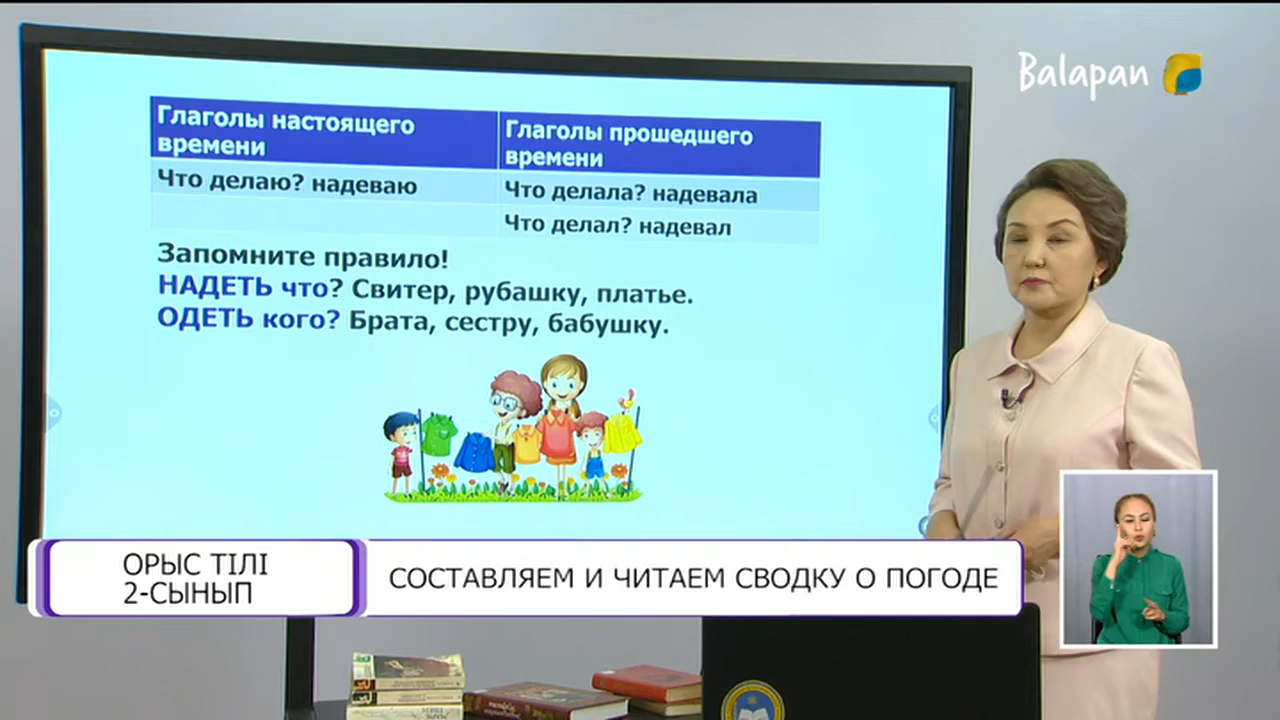 Balapan
Глаголы настоящего
времени
Глаголы прошедшего
времени
Что делаю? надеваю
Что делала? надевала
Что делал? надевал
Запомните правило!
НАДЕТЬ что? Свитер, рубашку, платье.
ОДЕТЬ кого? Брата, сестру, бабушку.
ОРЫС ТІЛІ
2-СЫНЫП
СОСТАВЛЯЕМ И ЧИТАЕМ СВОДКУ О ПОГОДЕ